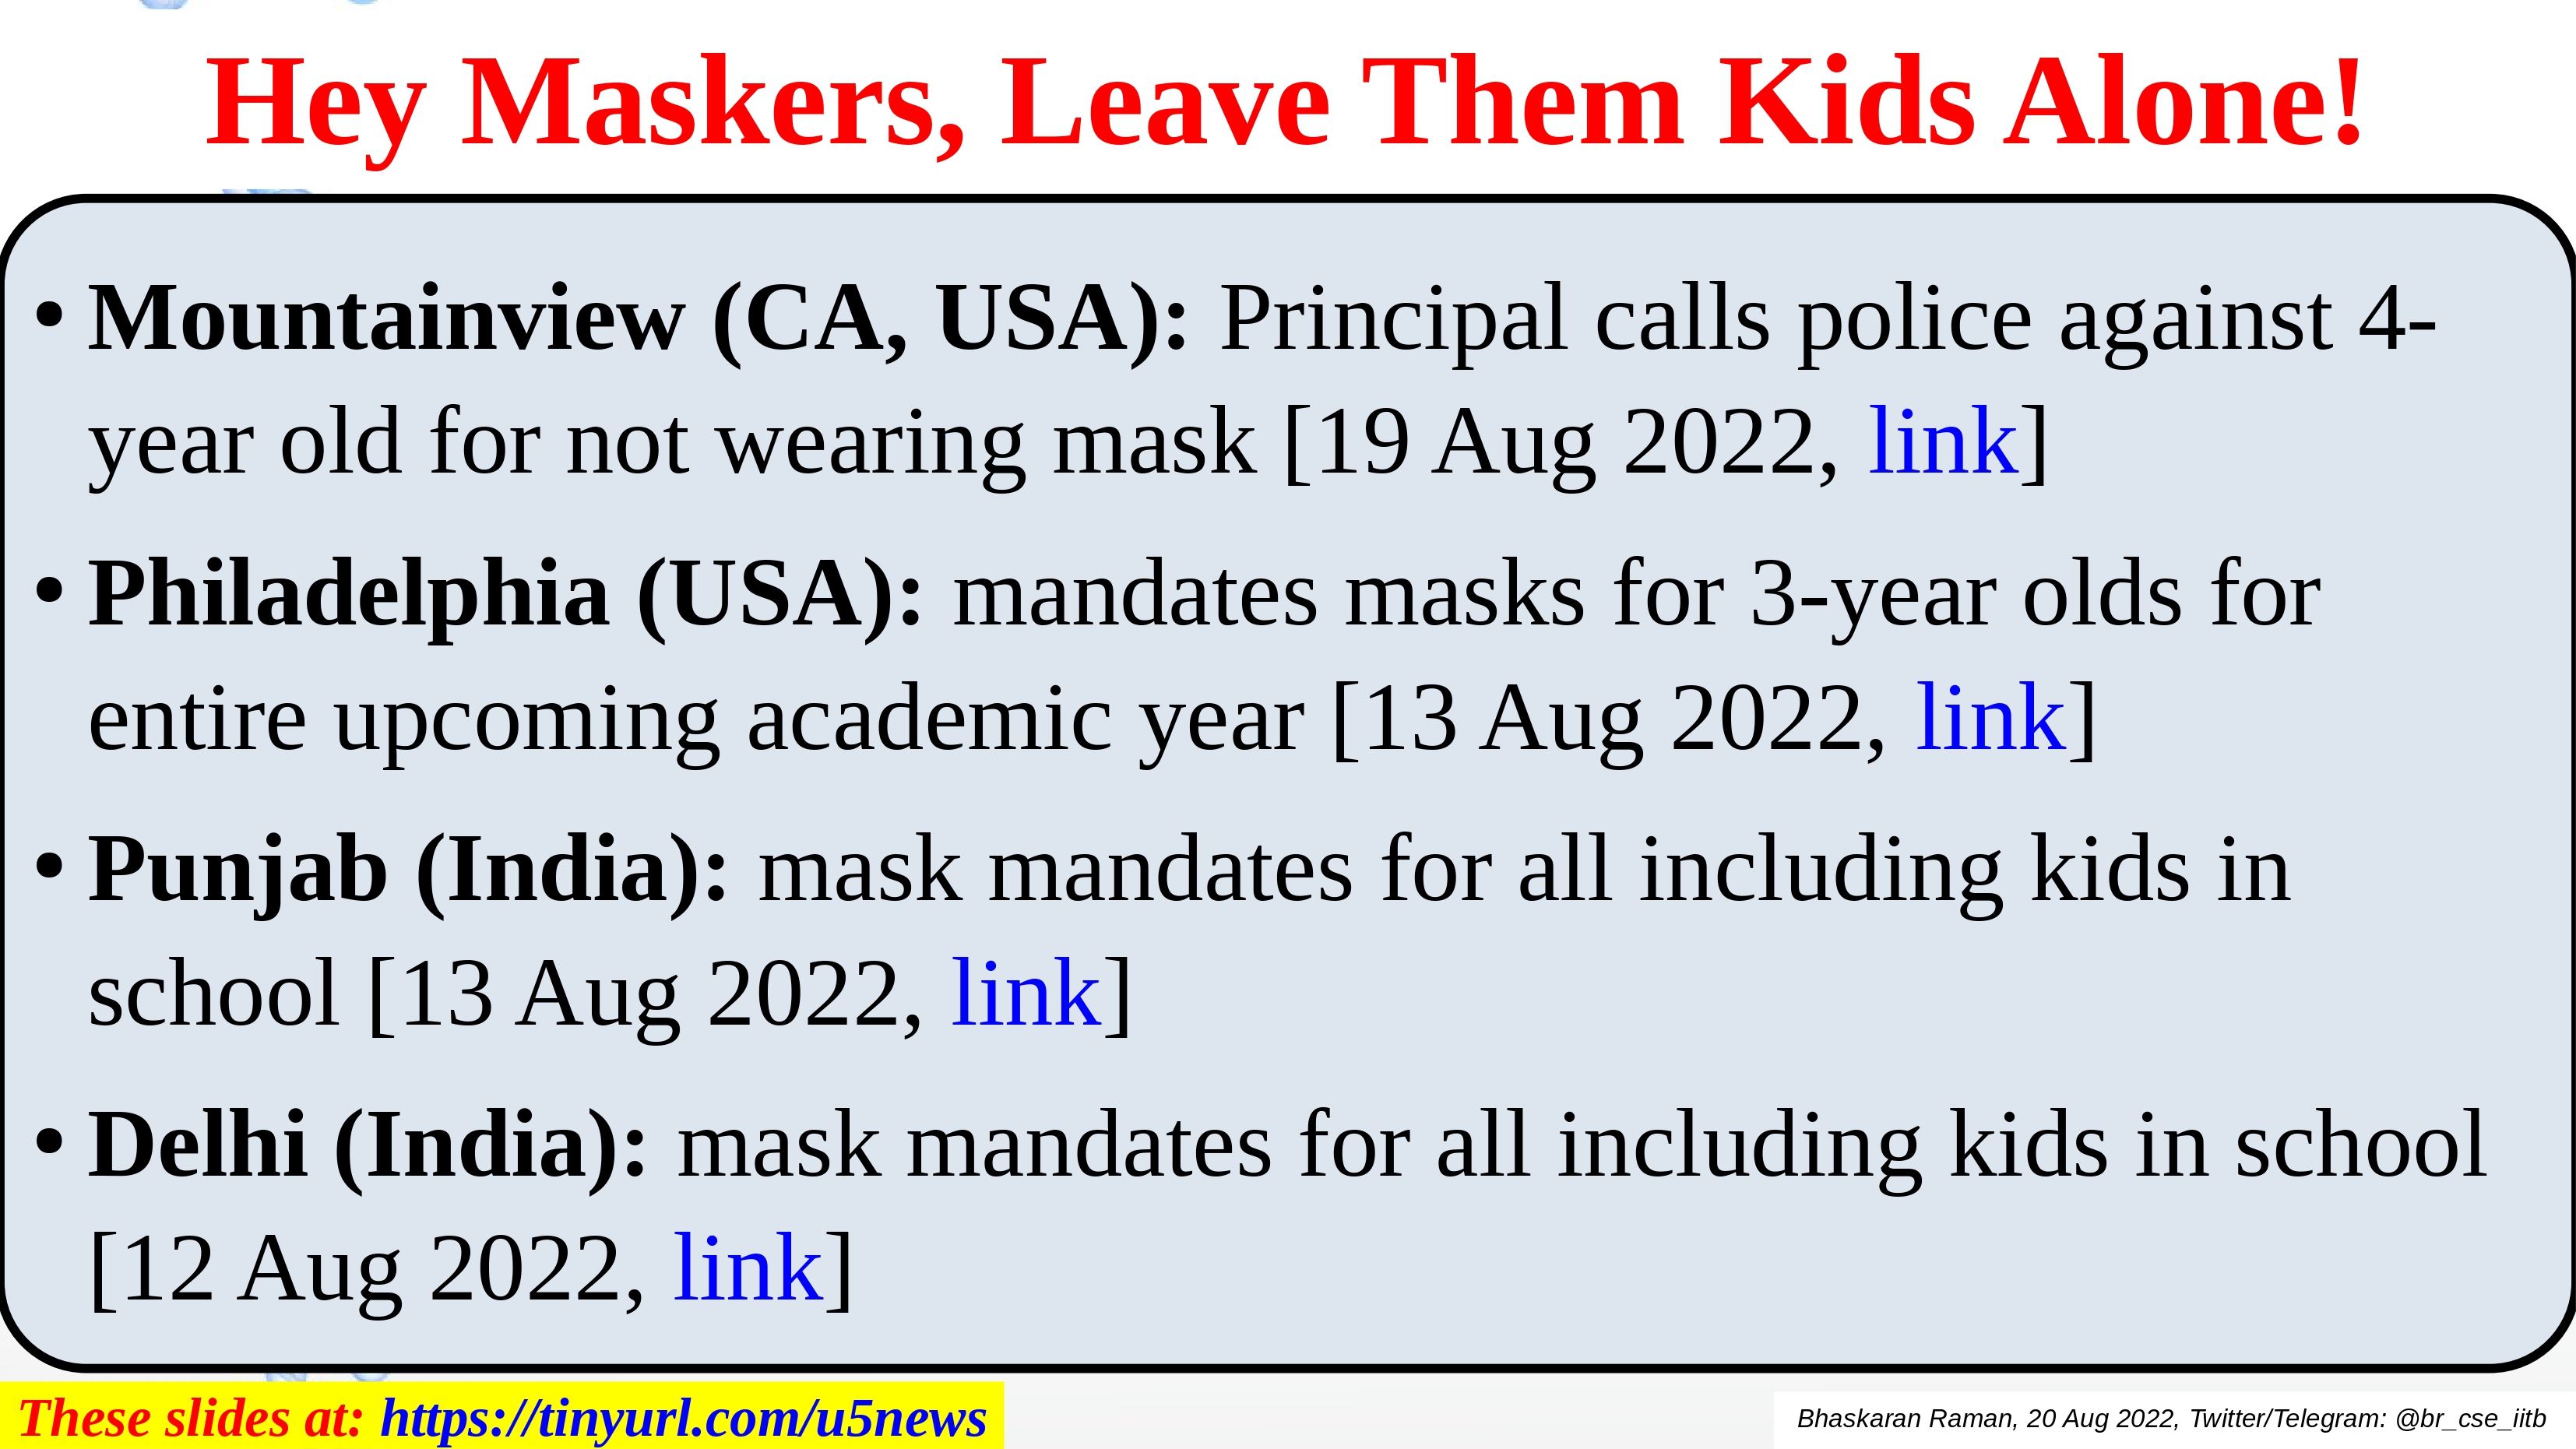 Hey Maskers, Leave Them Kids Alone!
• Mountainview (CA, USA): Principal calls police against 4-
year old for not wearing mask [19 Aug 2022, link]
• Philadelphia (USA): mandates masks for 3-year olds for
entire upcoming academic year [13 Aug 2022, link]
• Punjab (India): mask mandates for all including kids in
school [13 Aug 2022, link]
• Delhi (India): mask mandates for all including kids in school
[12 Aug 2022, link]
These slides at: https://tinyurl.com/u5news
Bhaskaran Raman, 20 Aug 2022, Twitter/Telegram: @br_cse_iitb